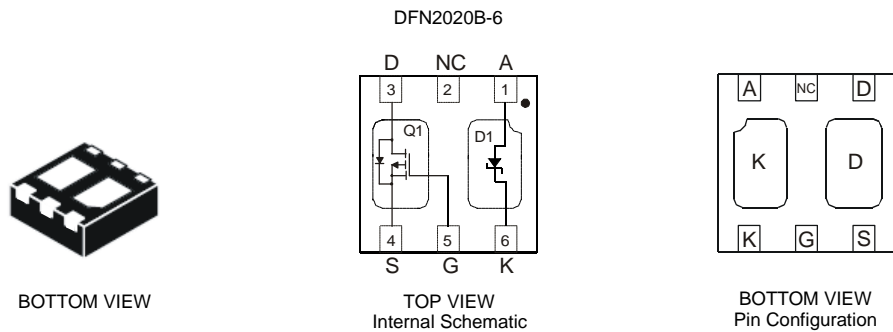 DFN2020B-6
D NC A
3 2 1
Q1 D1
4 5 6
S G K
A NC D
K D
K G S
BOTTOM VIEW
TOP VIEW
Internal Schematic
BOTTOM VIEW
Pin Configuration